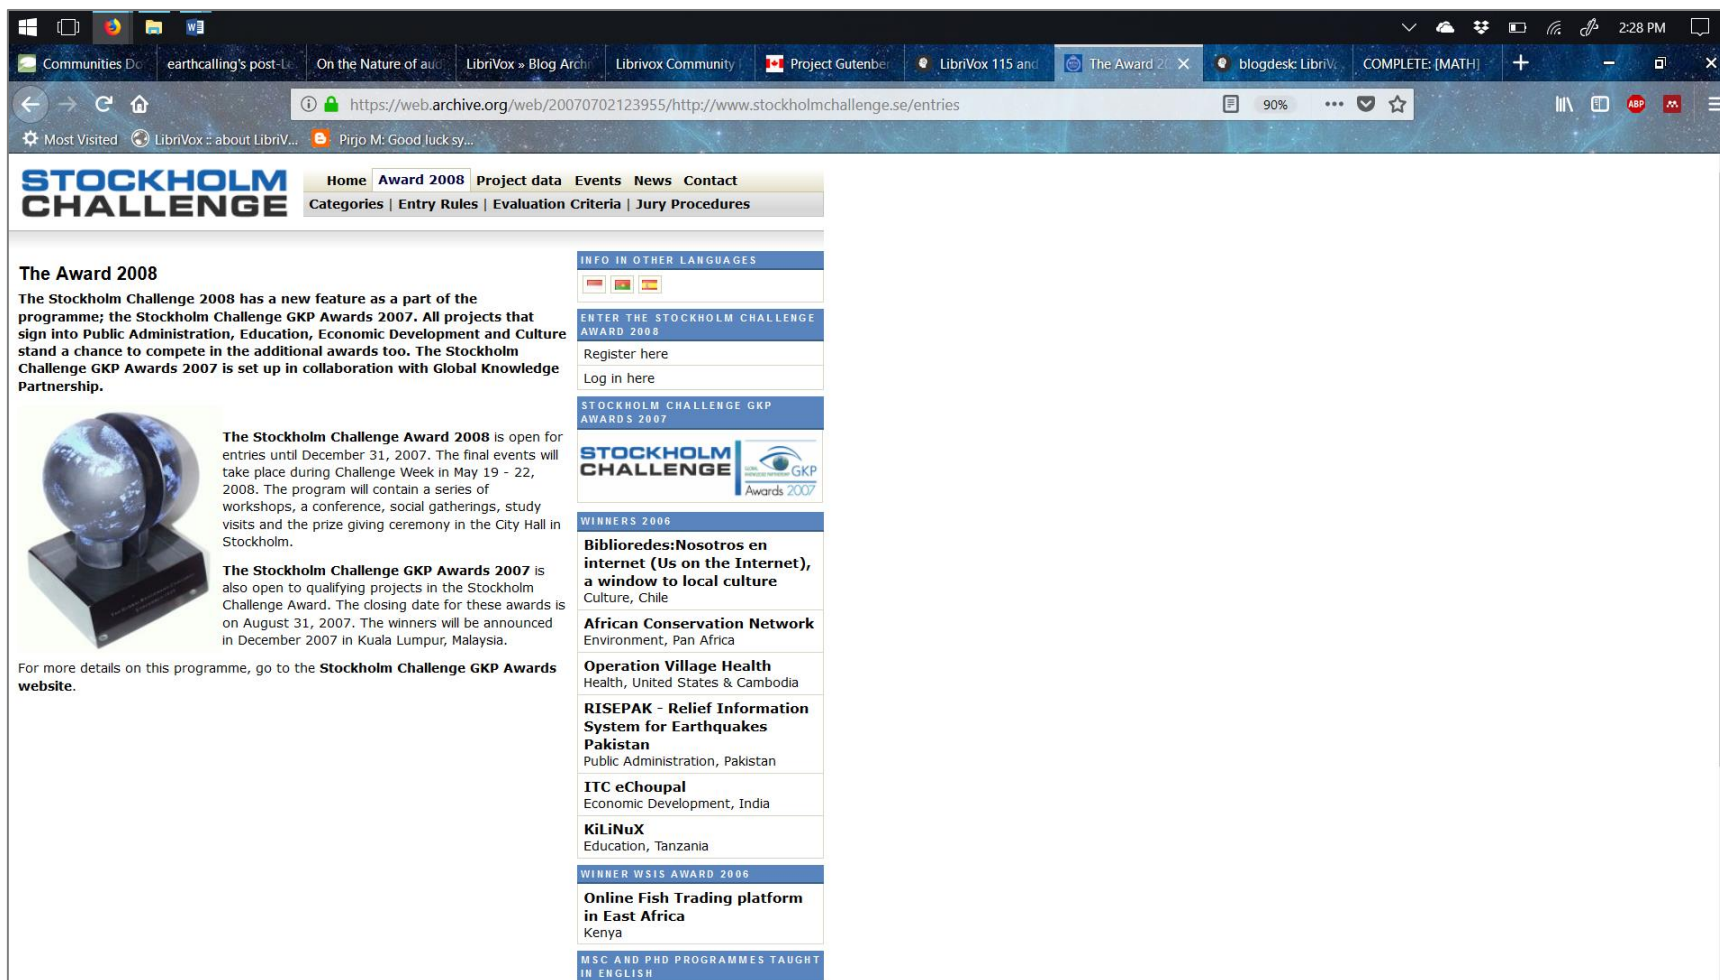 2:28 PM
Communities Do
earthcalling's post-Le
On the Nature of aud
LibriVox » Blog Archi
Librivox Community
Project Gutenber
LibriVox 115 and
The Award 20
blogdesk: LibriV
COMPLETE: [MATH]
https://web.archive.org/web/20070702123955/http://www.stockholmchallenge.se/entries
90%
ABP
Most Visited
LibriVox :: about LibriV...
Pirjo M: Good luck sy...
STOCKHOLM
CHALLENGE
Home Award 2008 Project data Events News Contact
Categories | Entry Rules | Evaluation Criteria | Jury Procedures
The Award 2008
The Stockholm Challenge 2008 has a new feature as a part of the
programme; the Stockholm Challenge GKP Awards 2007. All projects that
sign into Public Administration, Education, Economic Development and Culture
stand a chance to compete in the additional awards too. The Stockholm
Challenge GKP Awards 2007 is set up in collaboration with Global Knowledge
Partnership.
The Stockholm Challenge Award 2008 is open for
entries until December 31, 2007. The final events will
take place during Challenge Week in May 19 - 22,
2008. The program will contain a series of
workshops, a conference, social gatherings, study
visits and the prize giving ceremony in the City Hall in
Stockholm.
The Stockholm Challenge GKP Awards 2007 is
also open to qualifying projects in the Stockholm
Challenge Award. The closing date for these awards is
on August 31, 2007. The winners will be announced
in December 2007 in Kuala Lumpur, Malaysia.
For more details on this programme, go to the Stockholm Challenge GKP Awards
website.
INFO IN OTHER LANGUAGES
ENTER THE STOCKHOLM CHALLENGE
AWARD 2008
Register here
Log in here
STOCKHOLM CHALLENGE GKP
AWARDS 2007
STOCKHOLM
CHALLENGE
GKP
Awards 2007
WINNERS 2006
Biblioredes:Nosotros en
internet (Us on the Internet),
a window to local culture
Culture, Chile
African Conservation Network
Environment, Pan Africa
Operation Village Health
Health, United States & Cambodia
RISEPAK - Relief Information
System for Earthquakes
Pakistan
Public Administration, Pakistan
ITC eChoupal
Economic Development, India
KiLiNuX
Education, Tanzania
WINNER WSIS AWARD 2006
Online Fish Trading platform
in East Africa
Kenya
MSC AND PHD PROGRAMMES TAUGHT
IN ENGLISH